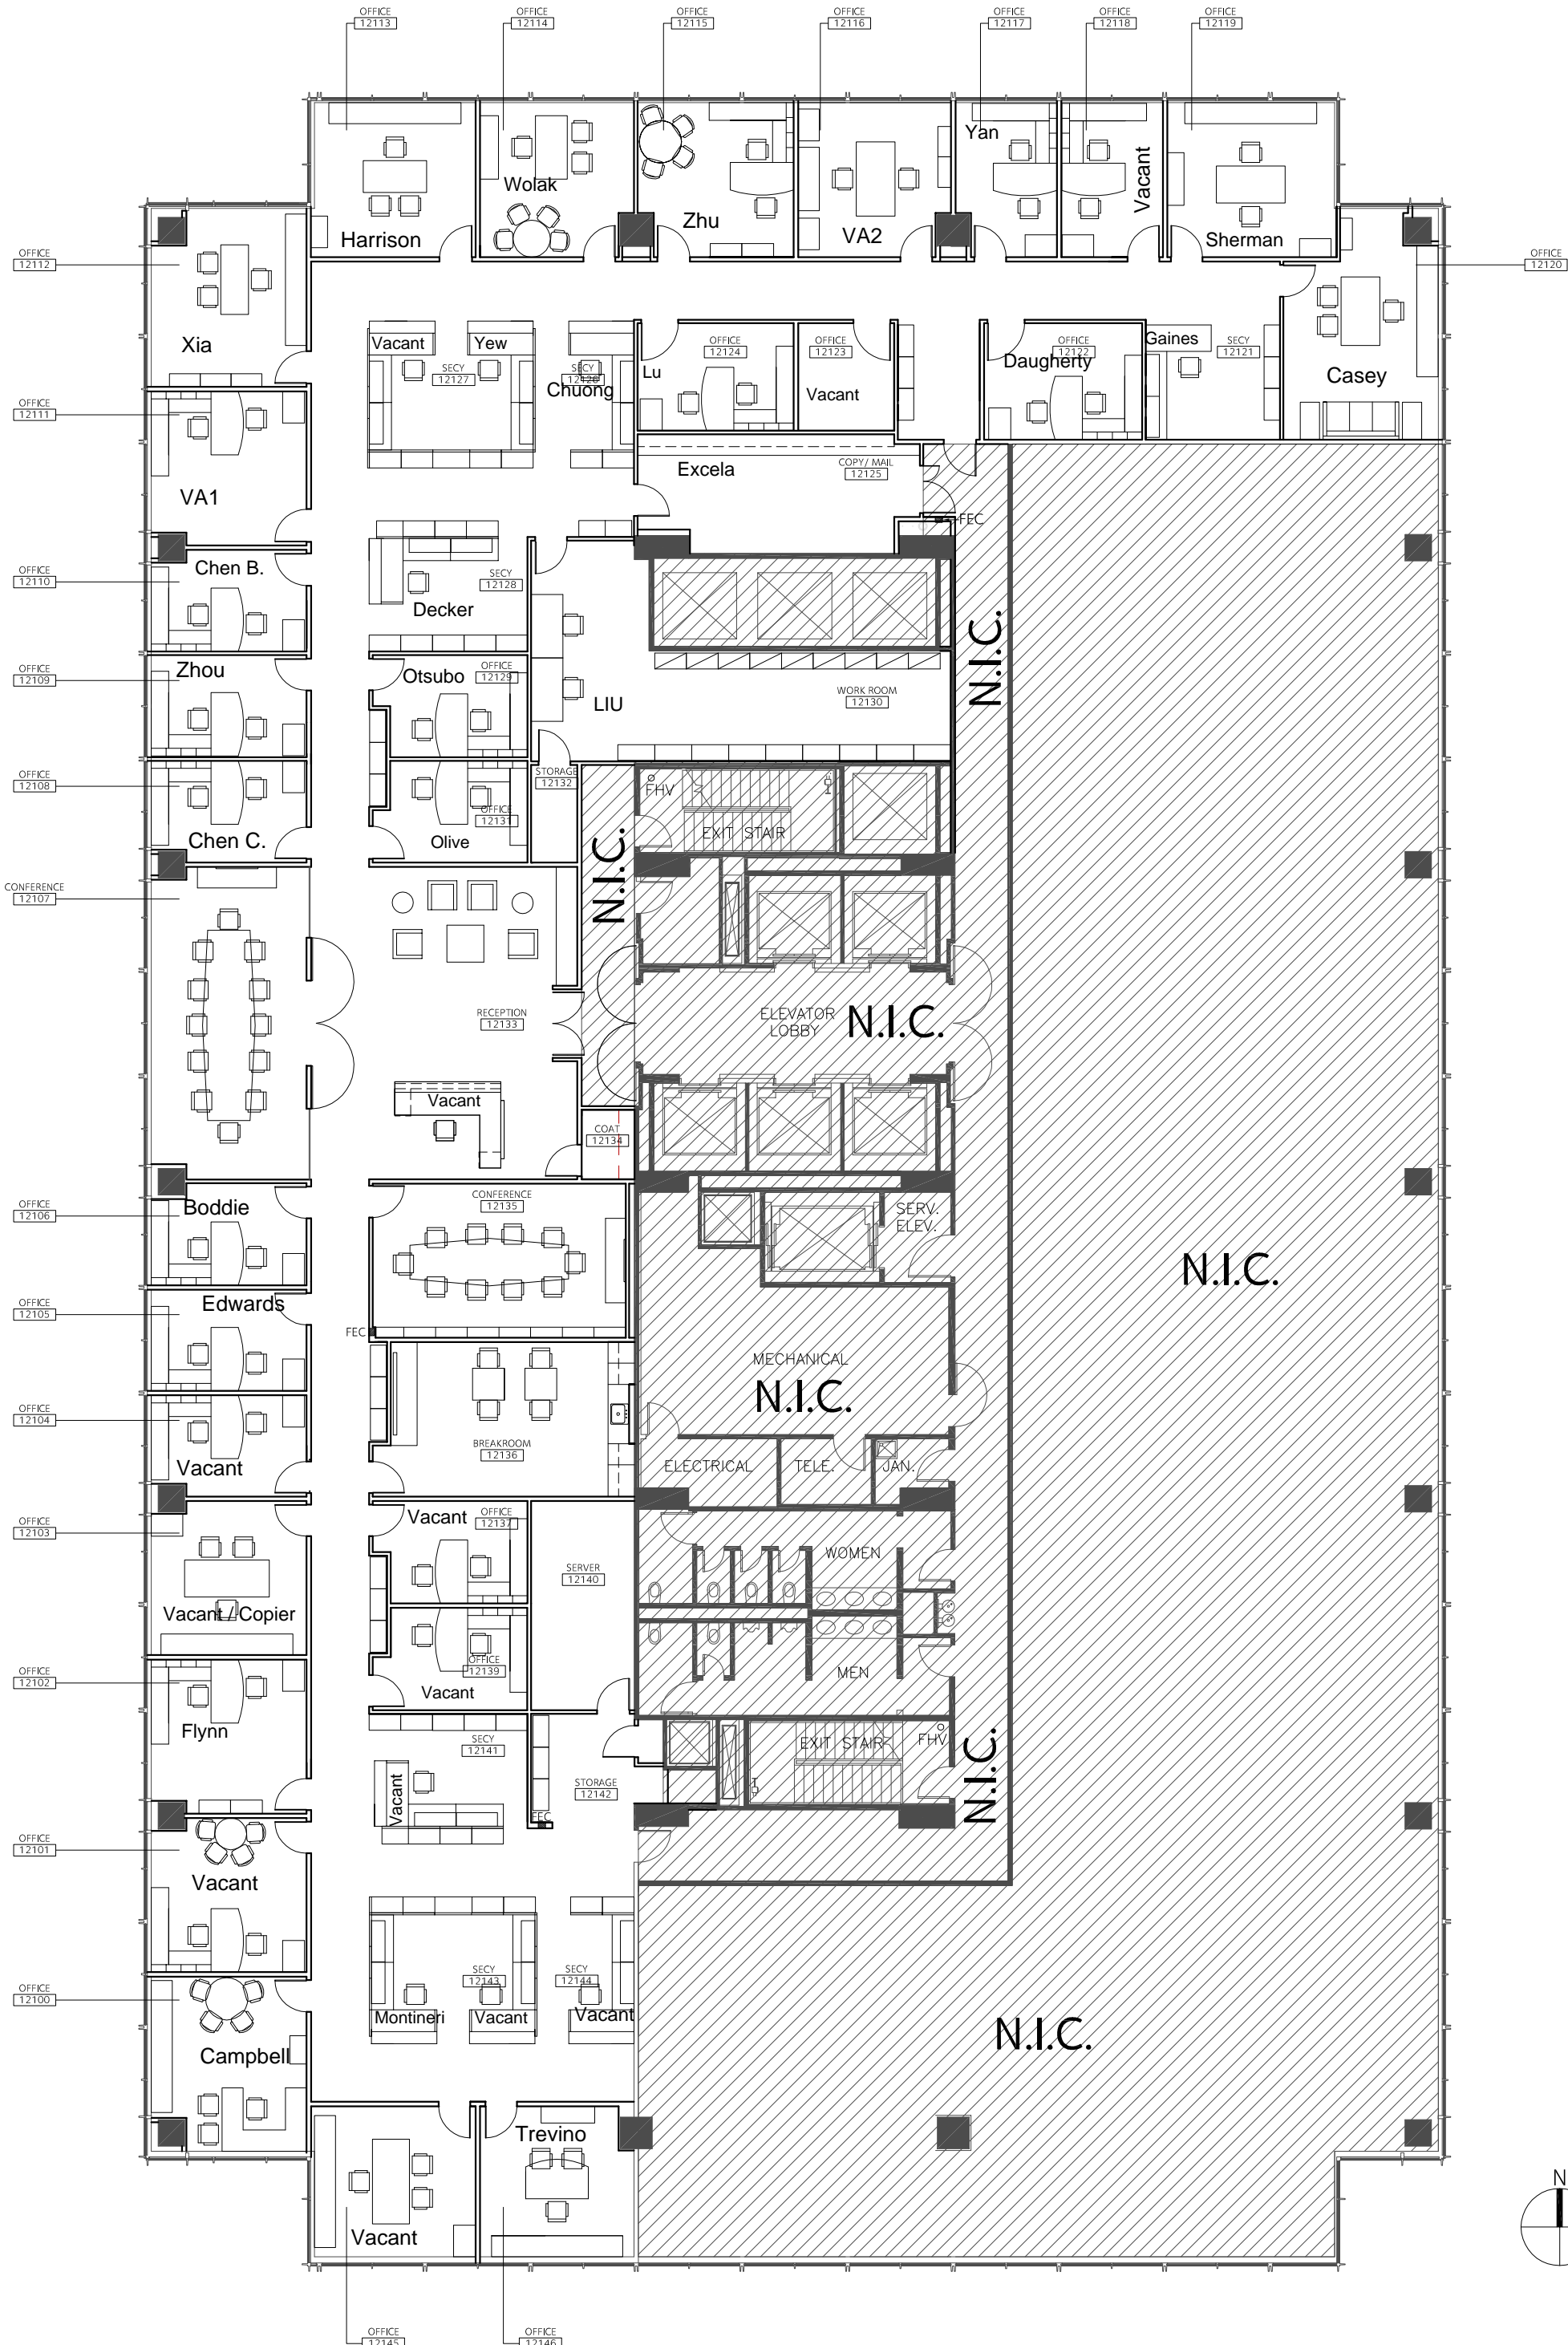 OFFICE
12113
OFFICE
12114
OFFICE
12115
OFFICE
12116
OFFICE
12117
OFFICE
12118
OFFICE
12119
Harrison
Wolak
Zhu
VA2
Yan
Vacant
Sherman
OFFICE
12112
Xia
OFFICE
12120
Casey
Vacant
Yew
SECY
12127
SECY
12126
Chuong
OFFICE
12124
Lu
OFFICE
12123
Vacant
OFFICE
12122
Daugherty
Gaines
SECY
12121
OFFICE
12111
VA1
Excela
COPY/ MAIL
12125
FEC
OFFICE
12110
Chen B.
SECY
12128
Decker
N.I.C.
OFFICE
12109
Zhou
Otsubo
OFFICE
12129
LIU
WORK ROOM
12130
OFFICE
12108
Chen C.
OFFICE
12131
Olive
STORAGE
12132
FHV
EXIT STAIR
N.I.C.
CONFERENCE
12107
RECEPTION
12133
ELEVATOR
LOBBY
N.I.C.
Vacant
COAT
12134
OFFICE
12106
Boddie
CONFERENCE
12135
SERV.
ELEV.
N.I.C.
OFFICE
12105
Edwards
FEC
MECHANICAL
N.I.C.
OFFICE
12104
Vacant
BREAKROOM
12136
ELECTRICAL
TELE.
JAN.
OFFICE
12103
Vacant / Copier
Vacant
OFFICE
12137
SERVER
12140
WOMEN
OFFICE
12102
Flynn
OFFICE
12139
Vacant
MEN
SECY
12141
Vacant
STORAGE
12142
FEC
EXIT STAIR
FHV
N.I.C.
OFFICE
12101
Vacant
OFFICE
12100
Campbell
SECY
12143
SECY
12144
Montineri
Vacant
Vacant
N.I.C.
Trevino
Vacant
N
OFFICE
12145
OFFICE
12146